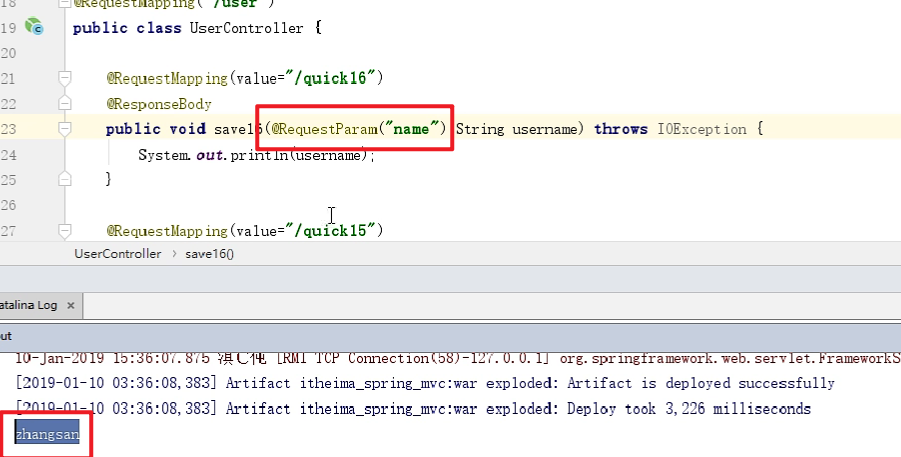 18 @RequestMapping("/user")
19 public class UserController {
20
21 @RequestMapping(value="/quick16")
22 @ResponseBody
23 public void save16(@RequestParam("name") String username) throws IOException {
24 System.out.println(username);
25 }
26
27 @RequestMapping(value="/quick15")
UserController › save16()
atalina Log ×
ut
10-Jan-2019 15:36:07.875 [RMI TCP Connection(58)-127.0.0.1] org.springframework.web.servlet.FrameworkS
[2019-01-10 03:36:08,383] Artifact itheima_spring_mvc:war exploded: Artifact is deployed successfully
[2019-01-10 03:36:08,383] Artifact itheima_spring_mvc:war exploded: Deploy took 3,226 milliseconds
zhangsan